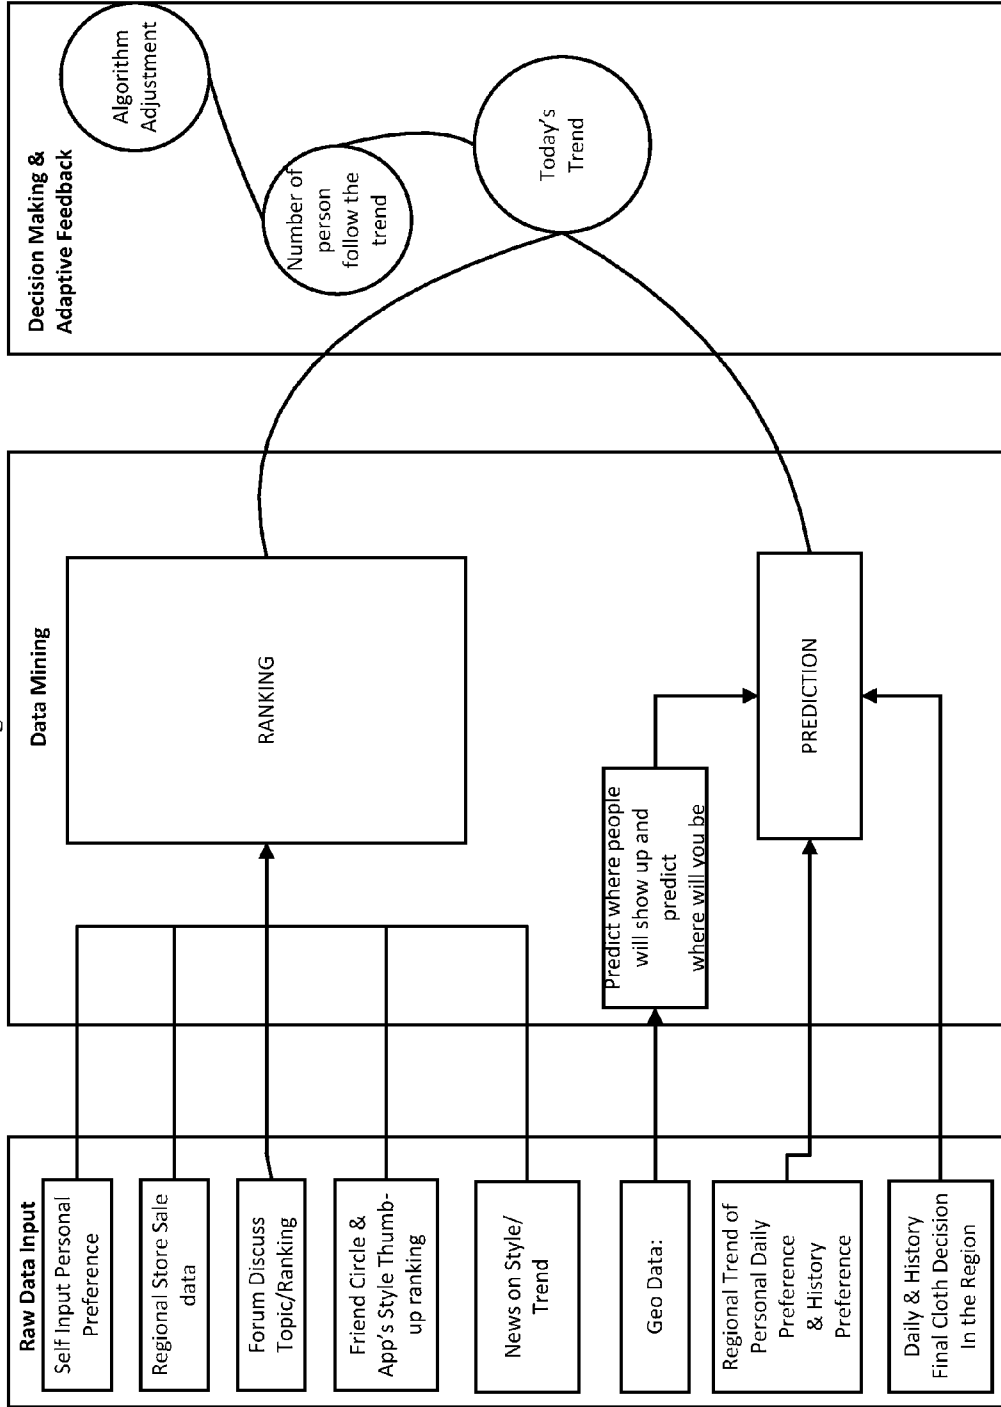 Raw Data Input
Self Input Personal
Preference
Regional Store Sale
data
Forum Discuss
Topic/Ranking
Friend Circle &
App's Style Thumb-
up ranking
News on Style/
Trend
Geo Data:
Regional Trend of
Personal Daily
Preference
& History
Preference
Daily & History
Final Cloth Decision
In the Region
Data Mining
RANKING
Predict where people
will show up and
predict
where will you be
PREDICTION
Decision Making &
Adaptive Feedback
Algorithm
Adjustment
Number of
person
follow the
trend
Today's
Trend